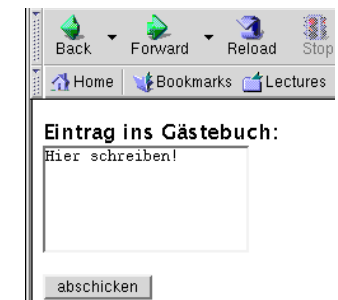 Back Forward Reload Stop
Home Bookmarks Lectures
Eintrag ins Gästebuch:
Hier schreiben!
abschicken